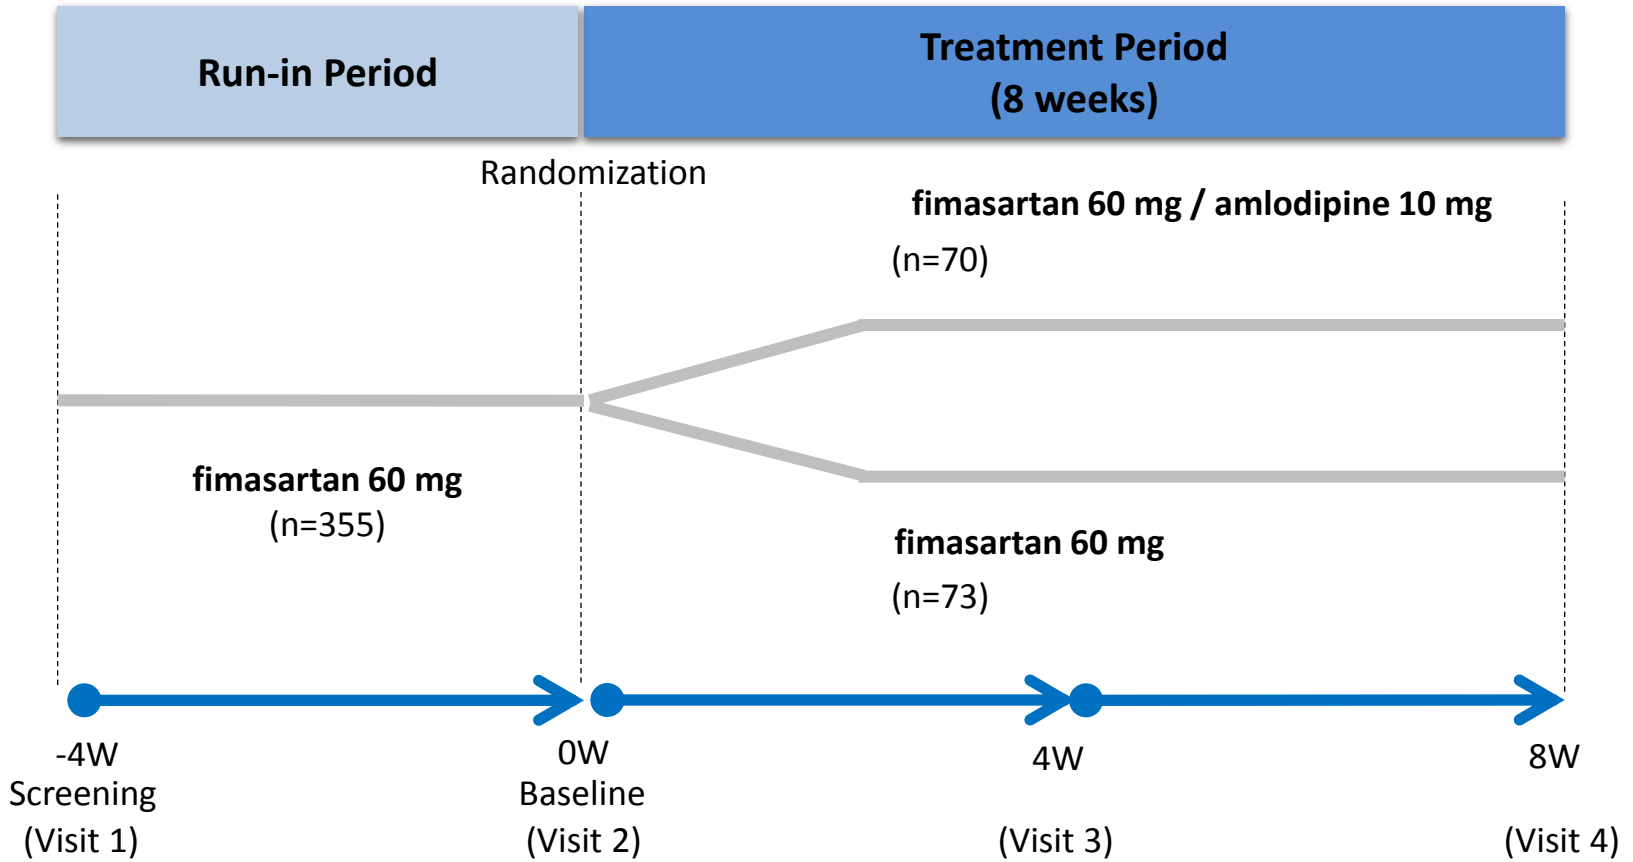 Run-in Period
Treatment Period
(8 weeks)
Randomization
fimasartan 60 mg / amlodipine 10 mg
(n=70)
fimasartan 60 mg
(n=355)
fimasartan 60 mg
(n=73)
-4W
Screening
(Visit 1)
0W
Baseline
(Visit 2)
4W
(Visit 3)
8W
(Visit 4)